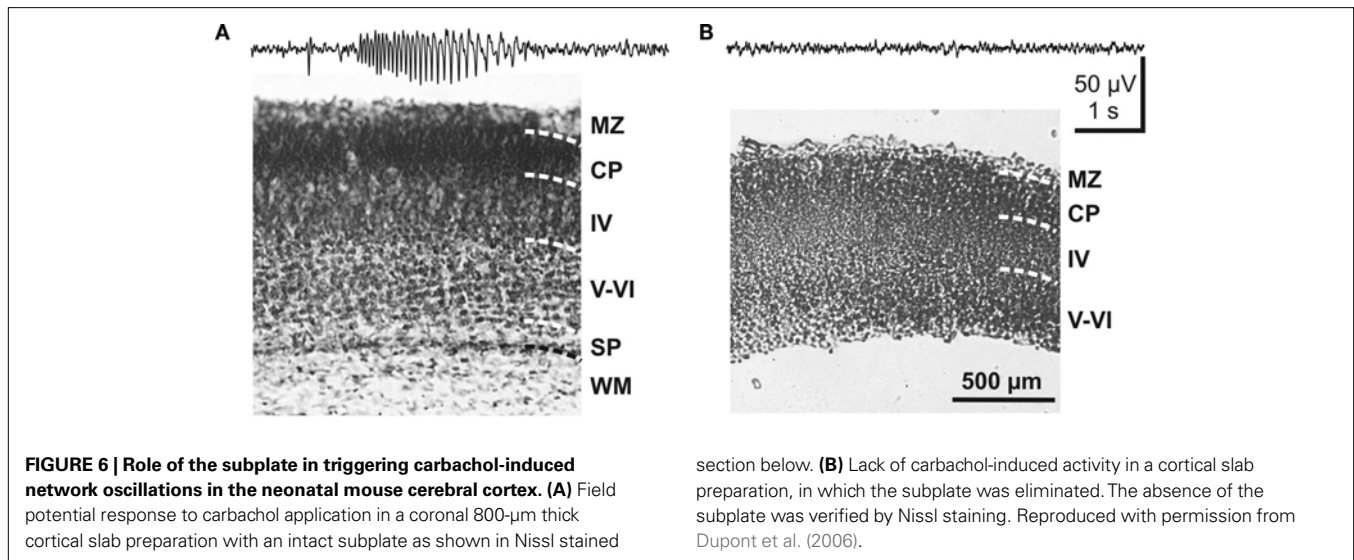 A
B
50 µV
1 s
MZ
CP
IV
V-VI
SP
WM
MZ
CP
IV
V-VI
500 µm
FIGURE 6 | Role of the subplate in triggering carbachol-induced
network oscillations in the neonatal mouse cerebral cortex. (A) Field
potential response to carbachol application in a coronal 800-µm thick
cortical slab preparation with an intact subplate as shown in Nissl stained
section below. (B) Lack of carbachol-induced activity in a cortical slab
preparation, in which the subplate was eliminated. The absence of the
subplate was verified by Nissl staining. Reproduced with permission from
Dupont et al. (2006).